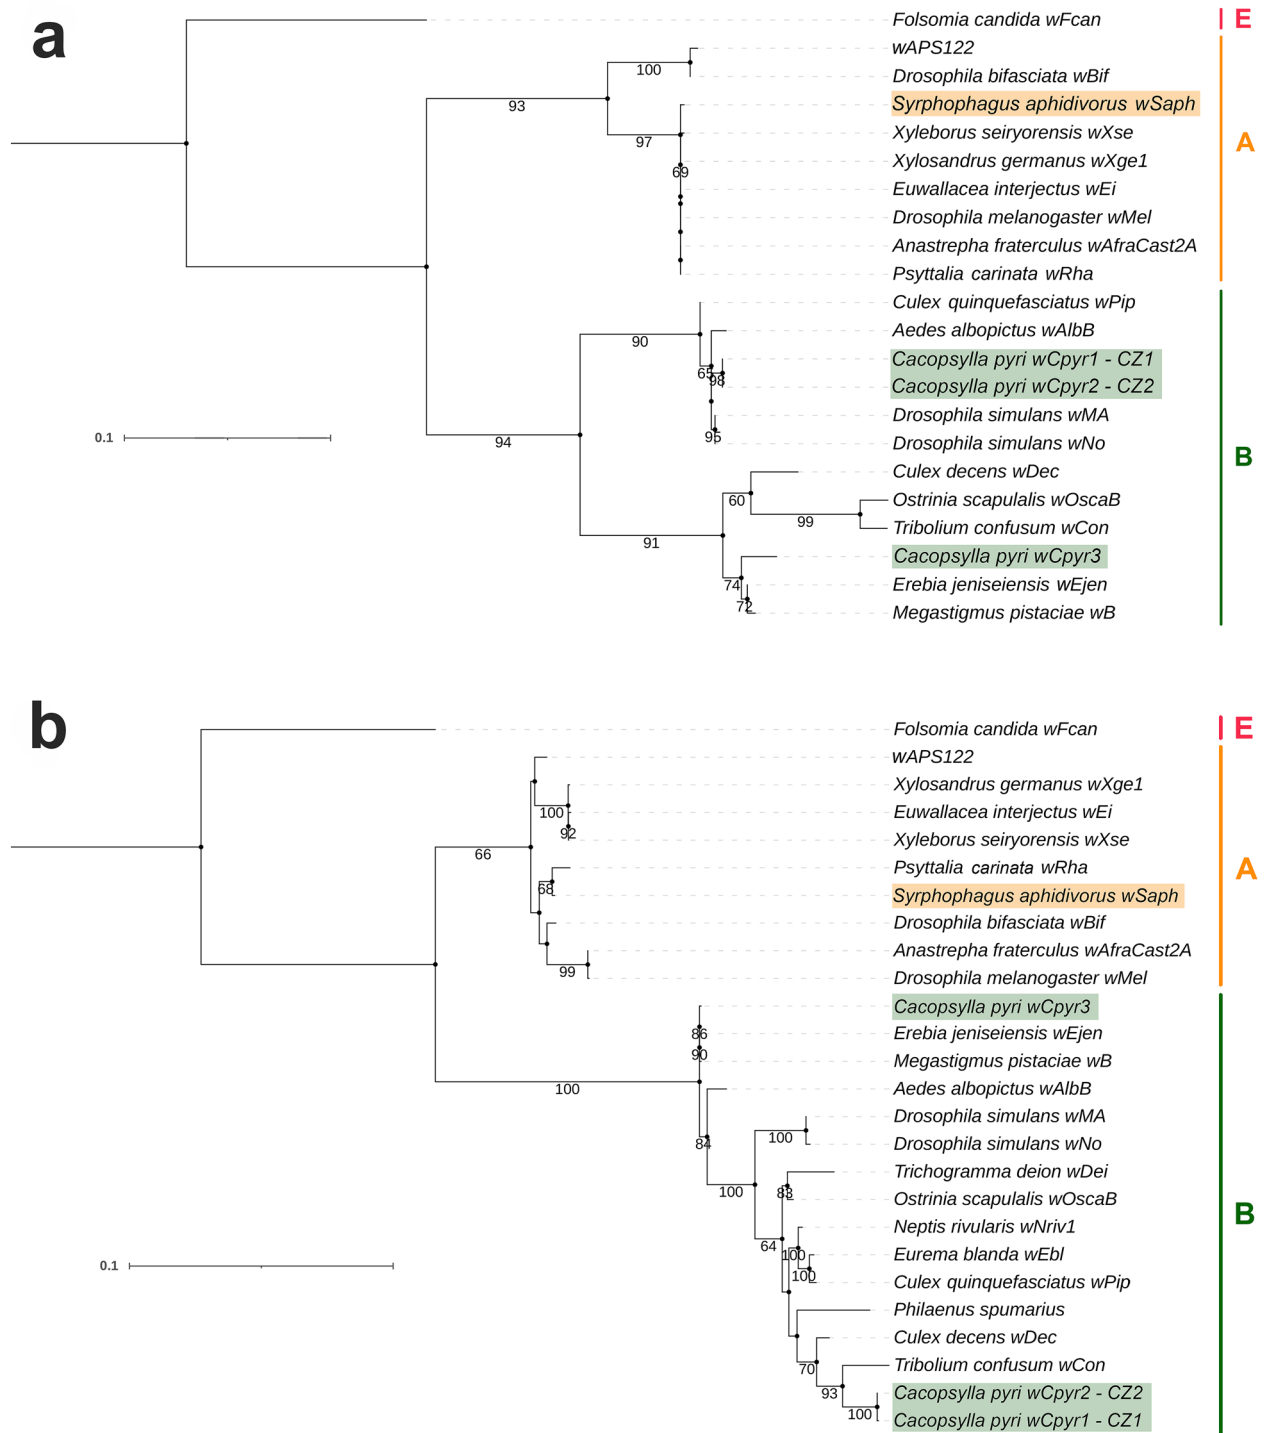 a
Folsomia candida wFcan
E
wAPS122
100
Drosophila bifasciata wBif
93
Syrphophagus aphidivorus wSaph
Xyleborus seiryorensis wXse
97
A
Xylosandrus germanus wXge1
69
Euwallacea interjectus wEi
Drosophila melanogaster wMel
Anastrepha fraterculus wAfraCast2A
Psyttalia carinata wRha
Culex quinquefasciatus wPip
Aedes albopictus wAlbB
90
Cacopsylla pyri wCpyr1 - CZ1
65
98
Cacopsylla pyri wCpyr2 - CZ2
Drosophila simulans wMA
0.1
95
94
Drosophila simulans wNo
B
Culex decens wDec
60
Ostrinia scapulalis wOscaB
99
Tribolium confusum wCon
91
Cacopsylla pyri wCpyr3
74
Erebia jeniseiensis wEjen
72
Megastigmus pistaciae wB
b
Folsomia candida wFcan
E
wAPS122
Xylosandrus germanus wXge1
100
Euwallacea interjectus wEi
92
Xyleborus seiryorensis wXse
66
Psyttalia carinata wRha
A
68
Syrphophagus aphidivorus wSaph
Drosophila bifasciata wBif
Anastrepha fraterculus wAfraCast2A
99
Drosophila melanogaster wMel
Cacopsylla pyri wCpyr3
86
Erebia jeniseiensis wEjen
90
Megastigmus pistaciae wB
100
Aedes albopictus wAlbB
Drosophila simulans wMA
100
84
Drosophila simulans wNo
Trichogramma deion wDei
100
83
Ostrinia scapulalis wOscaB
B
Neptis rivularis wNriv1
64
100
Eurema blanda wEbl
0.1
100
Culex quinquefasciatus wPip
Philaenus spumarius
Culex decens wDec
70
Tribolium confusum wCon
93
Cacopsylla pyri wCpyr2 - CZ2
100
Cacopsylla pyri wCpyr1 - CZ1